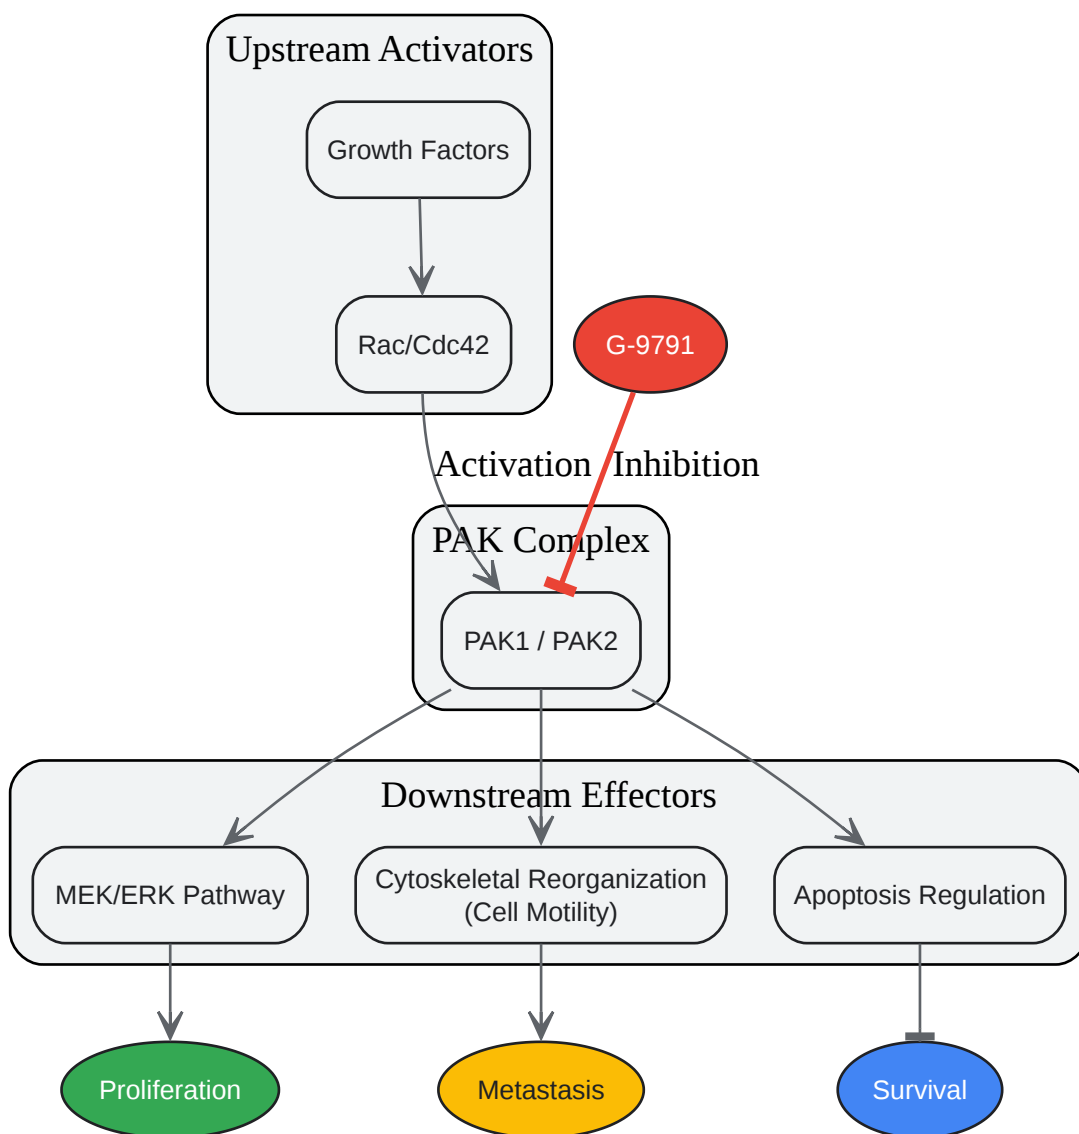 Upstream Activators
Growth Factors
Rac/Cdc42
G-9791
Activation
Inhibition
PAK Complex
PAK1 / PAK2
Downstream Effectors
MEK/ERK Pathway
Cytoskeletal Reorganization
(Cell Motility)
Apoptosis Regulation
Proliferation
Metastasis
Survival